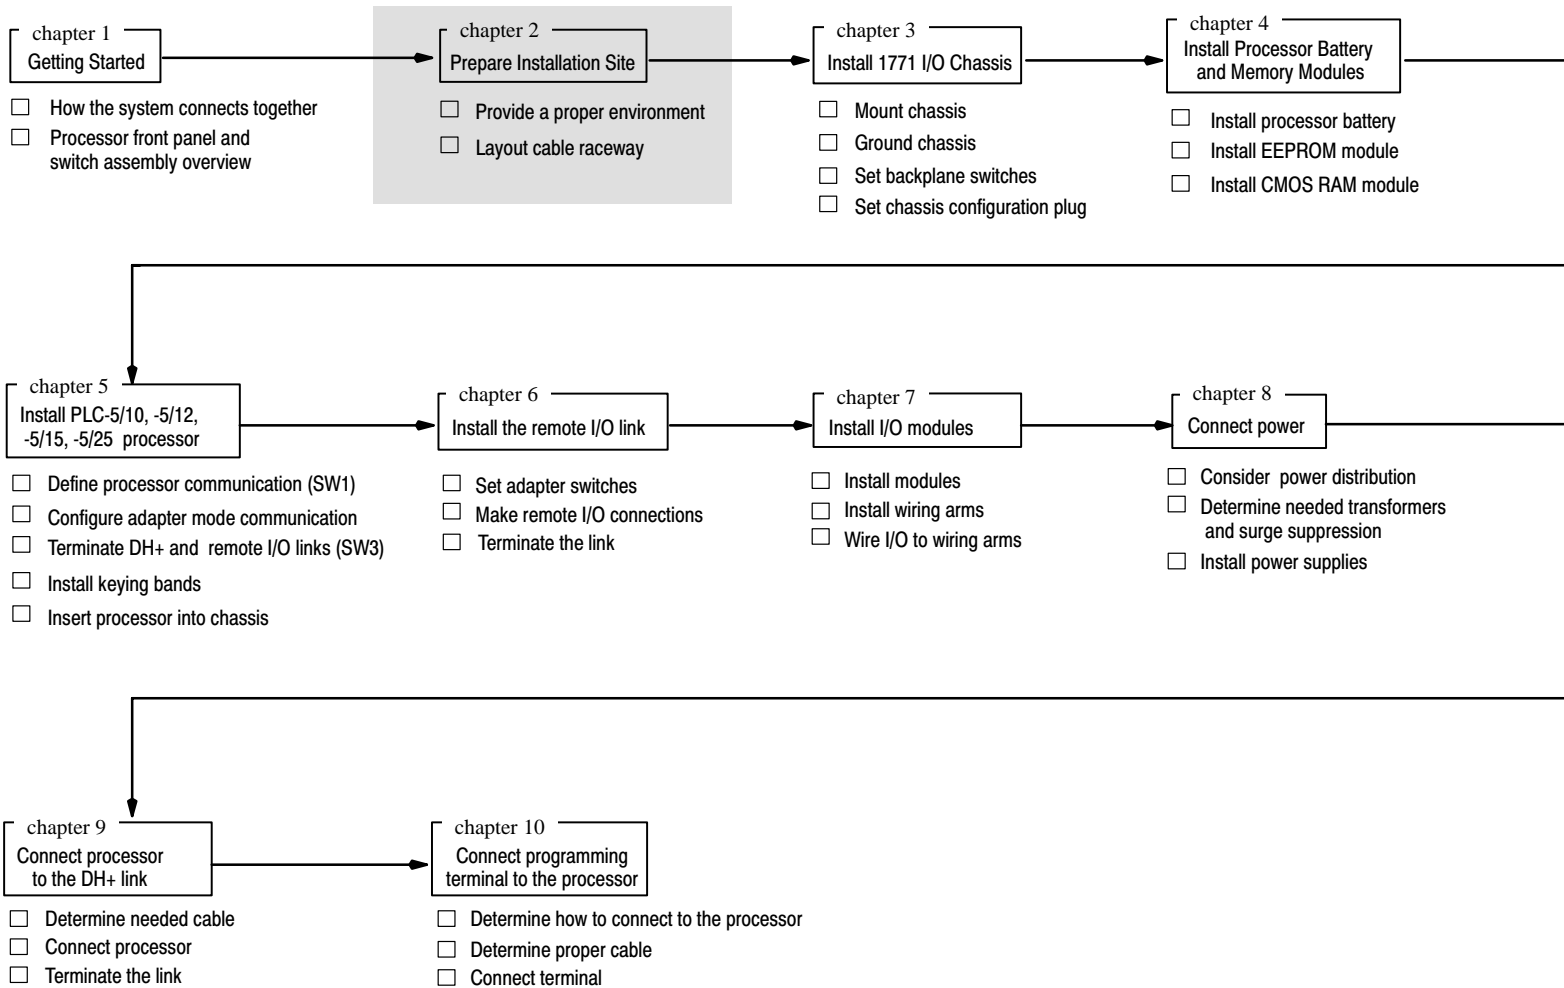 chapter 1
Getting Started
How the system connects together
Processor front panel and
switch assembly overview
chapter 2
Prepare Installation Site
Provide a proper environment
Layout cable raceway
chapter 3
Install 1771 I/O Chassis
Mount chassis
Ground chassis
Set backplane switches
Set chassis configuration plug
chapter 4
Install Processor Battery
and Memory Modules
Install processor battery
Install EEPROM module
Install CMOS RAM module
chapter 5
Install PLC-5/10, -5/12,
-5/15, -5/25 processor
Define processor communication (SW1)
Configure adapter mode communication
Terminate DH+ and remote I/O links (SW3)
Install keying bands
Insert processor into chassis
chapter 6
Install the remote I/O link
Set adapter switches
Make remote I/O connections
Terminate the link
chapter 7
Install I/O modules
Install modules
Install wiring arms
Wire I/O to wiring arms
chapter 8
Connect power
Consider power distribution
Determine needed transformers
and surge suppression
Install power supplies
chapter 9
Connect processor
to the DH+ link
Determine needed cable
Connect processor
Terminate the link
chapter 10
Connect programming
terminal to the processor
Determine how to connect to the processor
Determine proper cable
Connect terminal